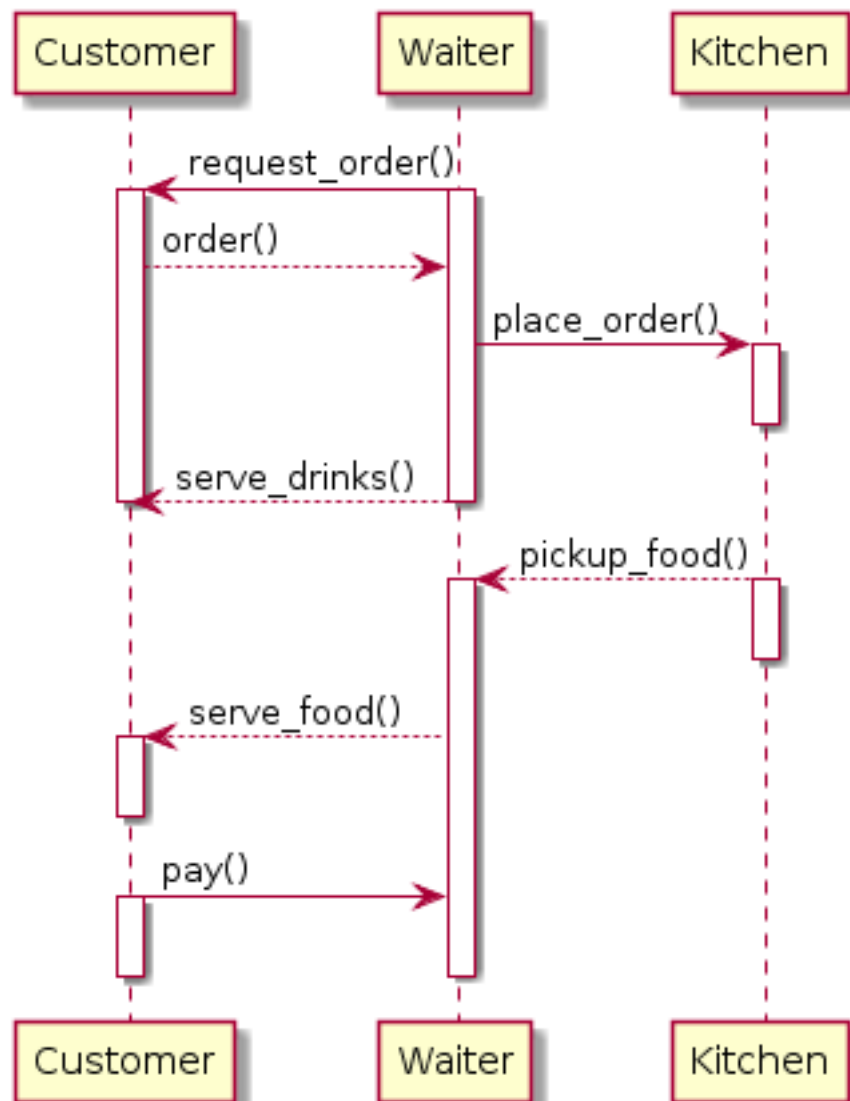 Customer Waiter Kitchen
request_order()
order()
place_order()
serve_drinks()
pickup_food()
serve_food()
pay()
Customer Waiter Kitchen